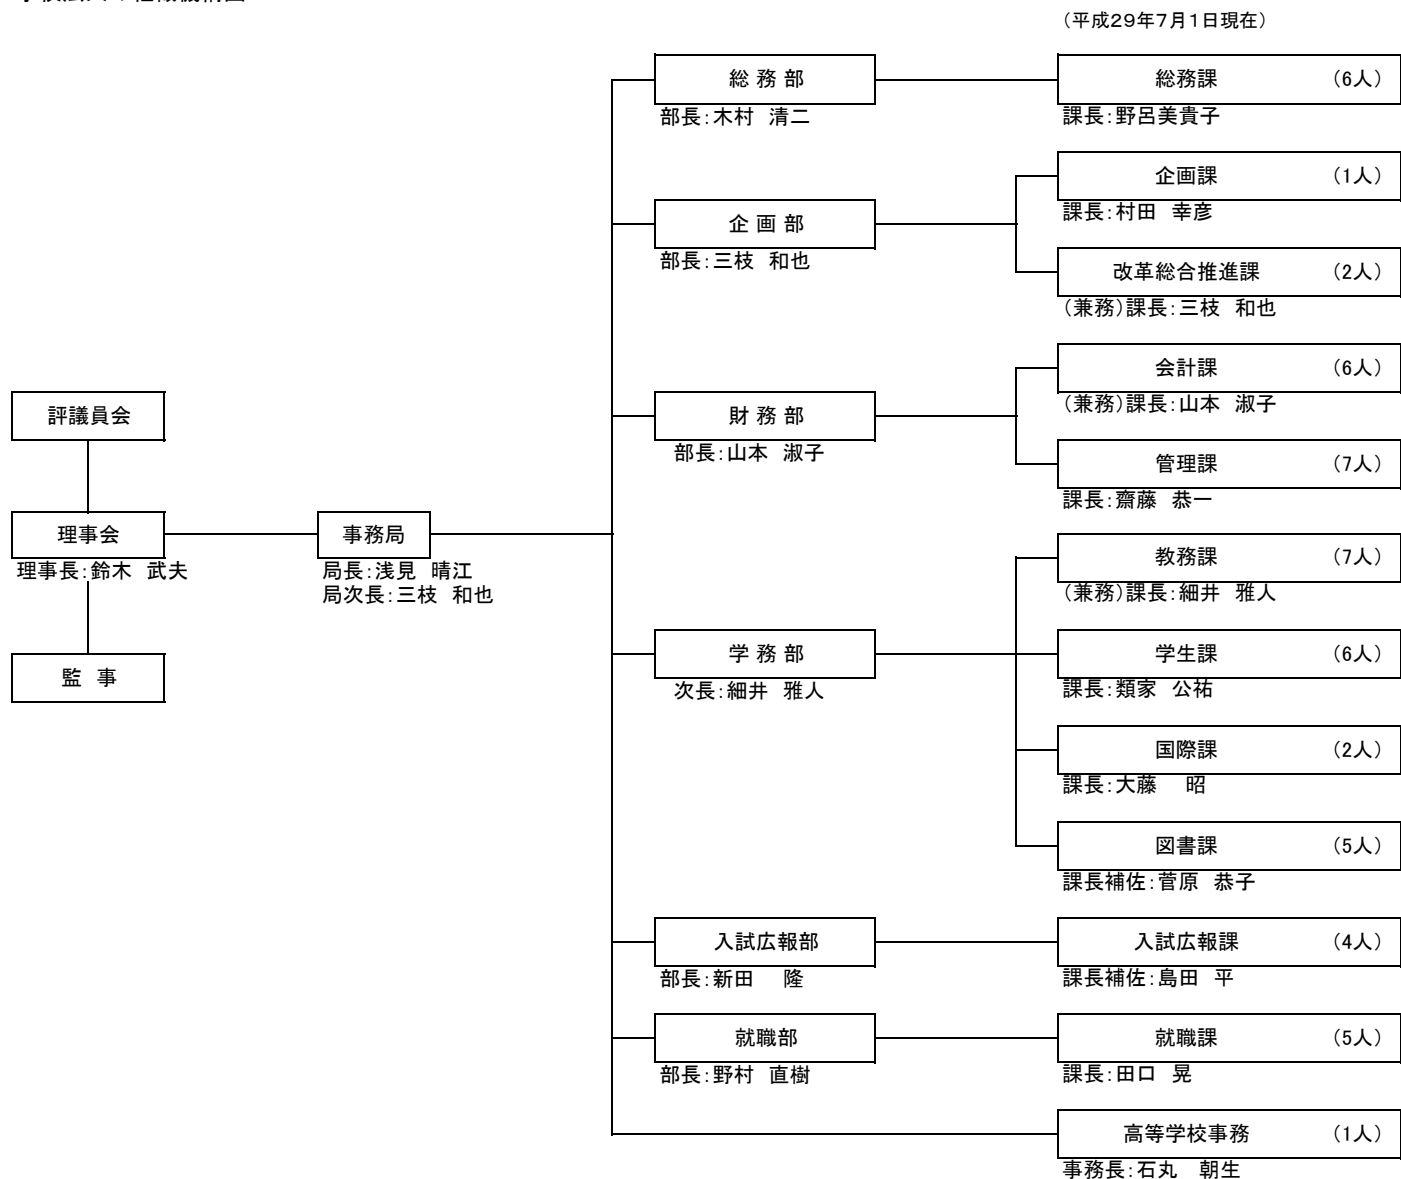 (平成29年7月1日現在)
総務部
部長:木村 清二
総務課 (6人)
課長:野呂美貴子
企画部
部長:三枝 和也
企画課 (1人)
課長:村田 幸彦
改革総合推進課 (2人)
(兼務)課長:三枝 和也
財務部
部長:山本 淑子
会計課 (6人)
(兼務)課長:山本 淑子
管理課 (7人)
課長:齋藤 恭一
評議員会
理事会
理事長:鈴木 武夫
監 事
事務局
局長:浅見 晴江
局次長:三枝 和也
学務部
次長:細井 雅人
教務課 (7人)
(兼務)課長:細井 雅人
学生課 (6人)
課長:類家 公祐
国際課 (2人)
課長:大藤 昭
図書課 (5人)
課長補佐:菅原 恭子
入試広報部
部長:新田 隆
入試広報課 (4人)
課長補佐:島田 平
就職部
部長:野村 直樹
就職課 (5人)
課長:田口 晃
高等学校事務 (1人)
事務長:石丸 朝生